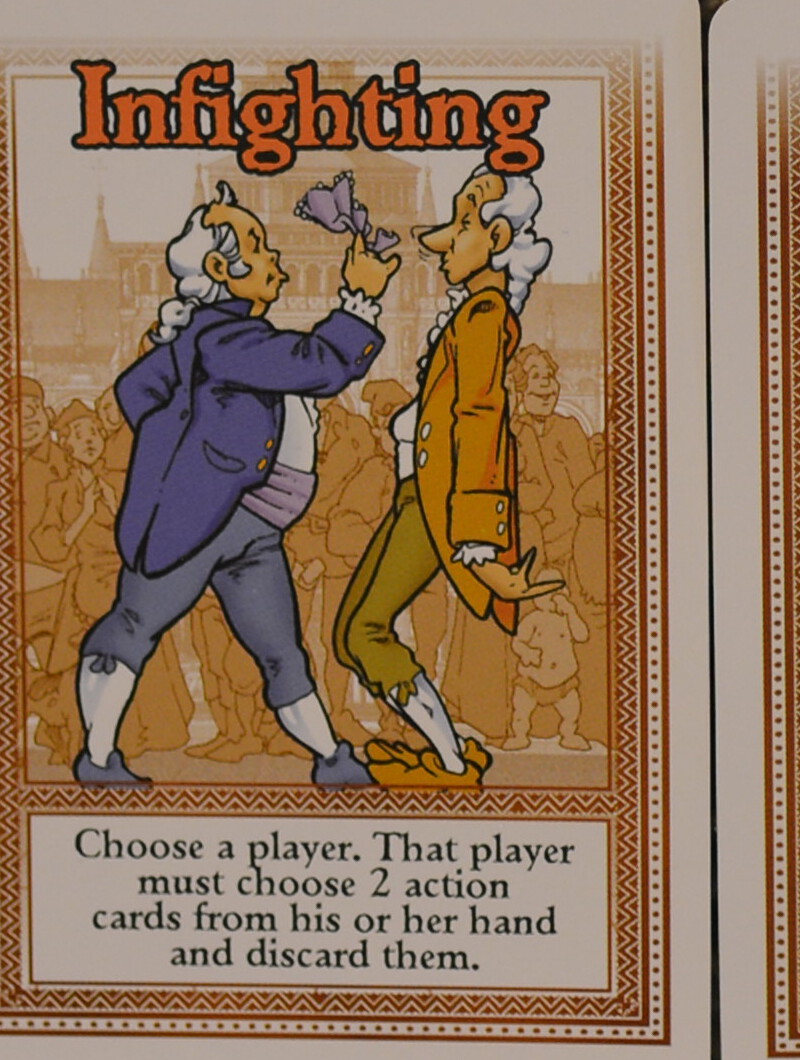 Infighting
Choose a player. That player
must choose 2 action
cards from his or her hand
and discard them.